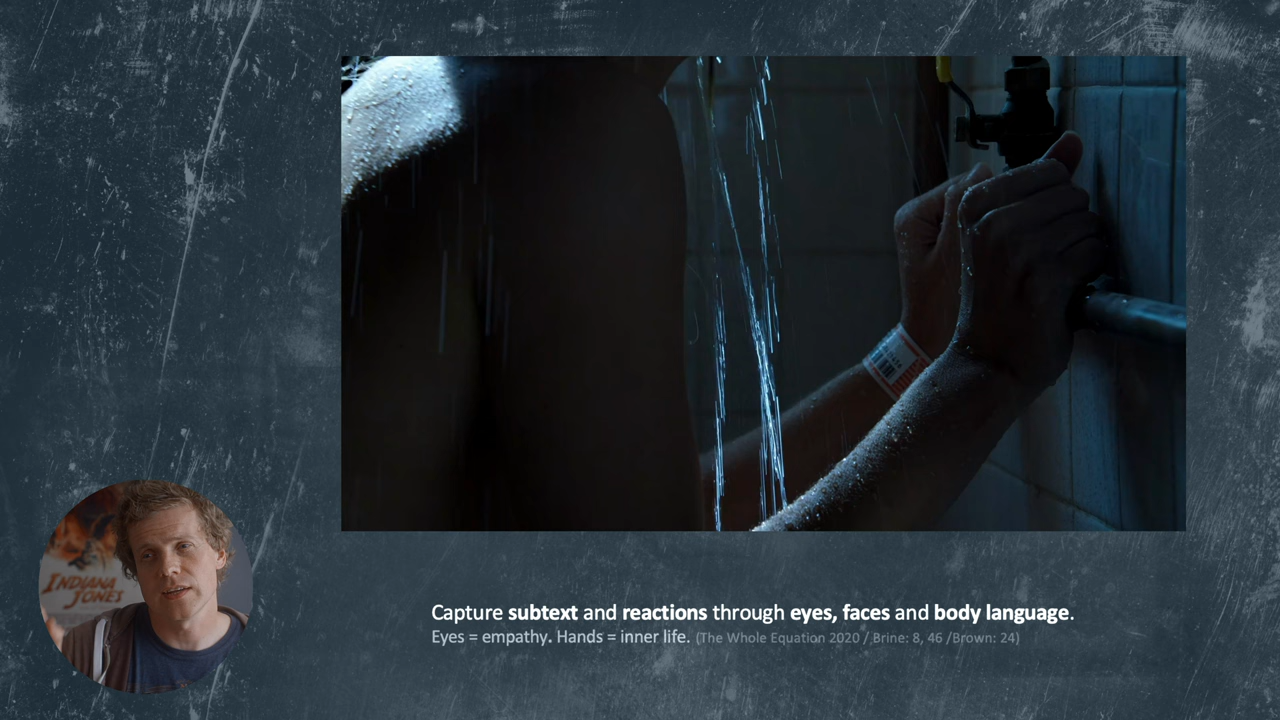 INDIANA
JONES
Capture subtext and reactions through eyes, faces and body language.
Eyes = empathy. Hands = inner life. (The Whole Equation 2020 / Brine: 8, 46 /Brown: 24)